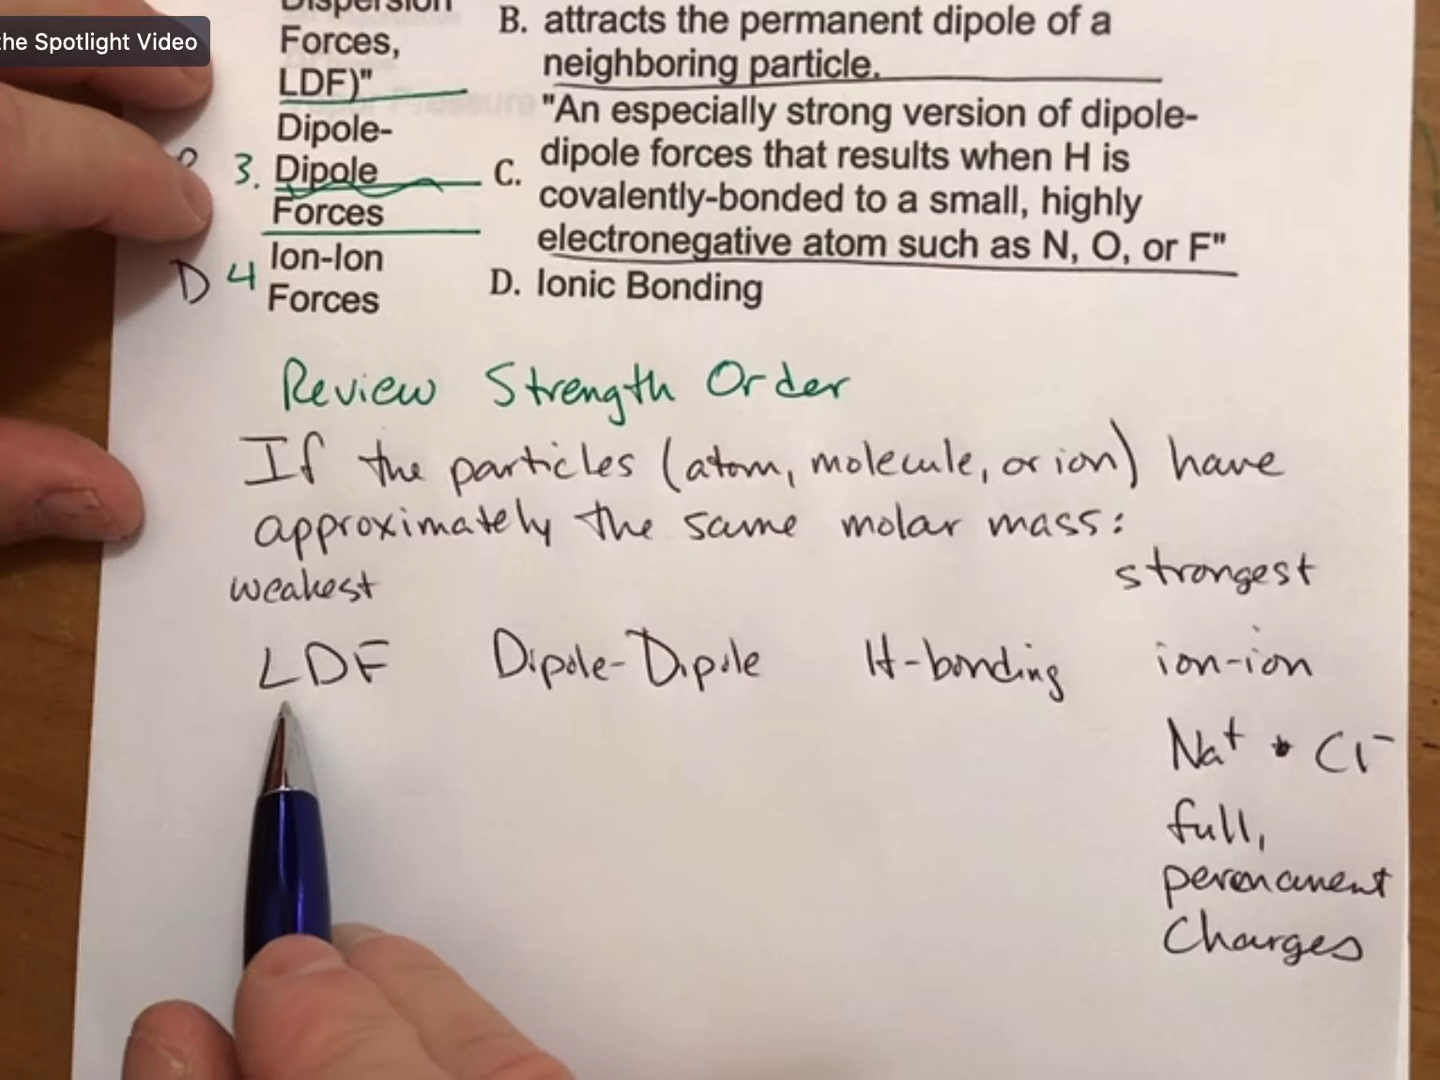 the Spotlight Video
Dispersion
Forces,
LDF)"
B. attracts the permanent dipole of a
neighboring particle.
Dipole-
3. Dipole
Forces
C. "An especially strong version of dipole-
dipole forces that results when H is
covalently-bonded to a small, highly
electronegative atom such as N, O, or F"
D 4 Ion-Ion
Forces
D. Ionic Bonding
Review Strength Order
If the particles (atom, molecule, or ion) have
approximately the same molar mass:
weakest strongest
LDF Dipole-Dipole H-bonding ion-ion
Na+ Cl-
full,
permanent
Charges